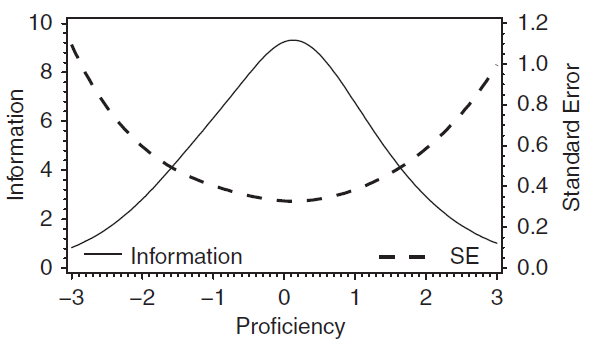 10
8
6
4
2
0
Information
1.2
1.0
0.8
0.6
0.4
0.2
0.0
Standard Error
Information
SE
−3 −2 −1 0 1 2 3
Proficiency